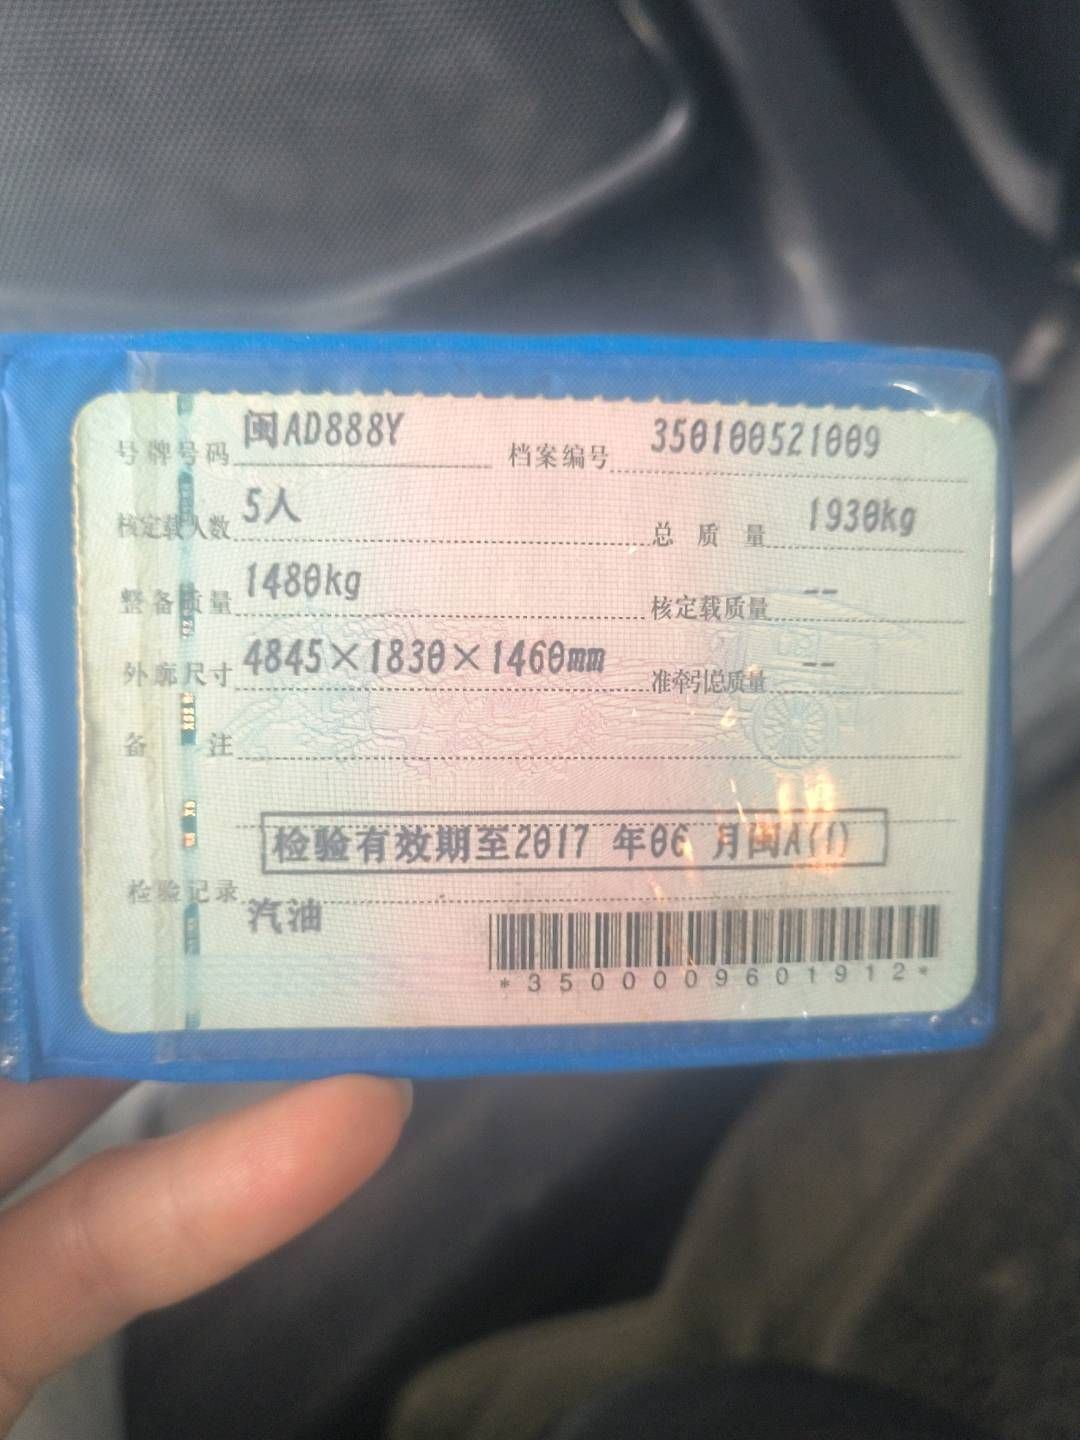 号牌号码 闽AD888Y 档案编号 350100521009
核定载人数 5人 总质量 1930kg
整备质量 1480kg 核定载质量 --
外廓尺寸 4845×1830×1460mm 准牵引总质量 --
备注
检验有效期至2017 年06 月闽A(1)
检验记录
汽油
*3500009601912*